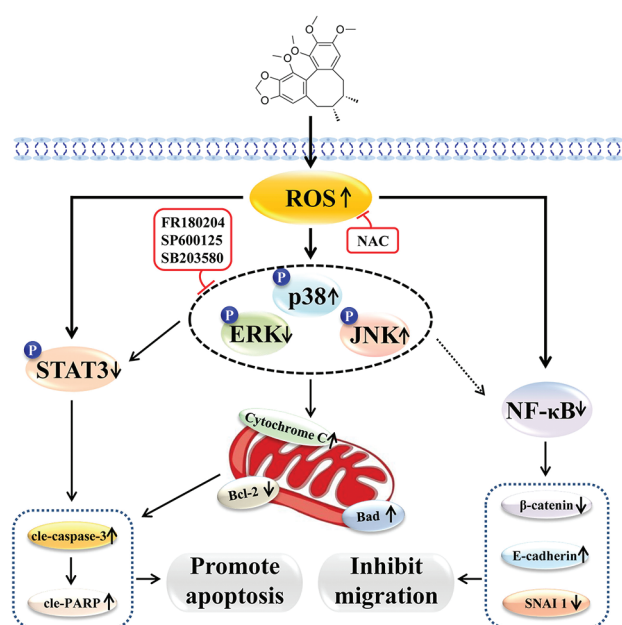 O
O
O
O
O
O
ROS↑
FR180204
SP600125
SB203580
NAC
P
p38↑
P
ERK↓
P
JNK↑
P
STAT3↓
NF-κB↓
Cytochrome C↑
Bcl-2↓
Bad↑
cle-caspase-3↑
cle-PARP↑
Promote
apoptosis
Inhibit
migration
β-catenin↓
E-cadherin↑
SNAI 1↓